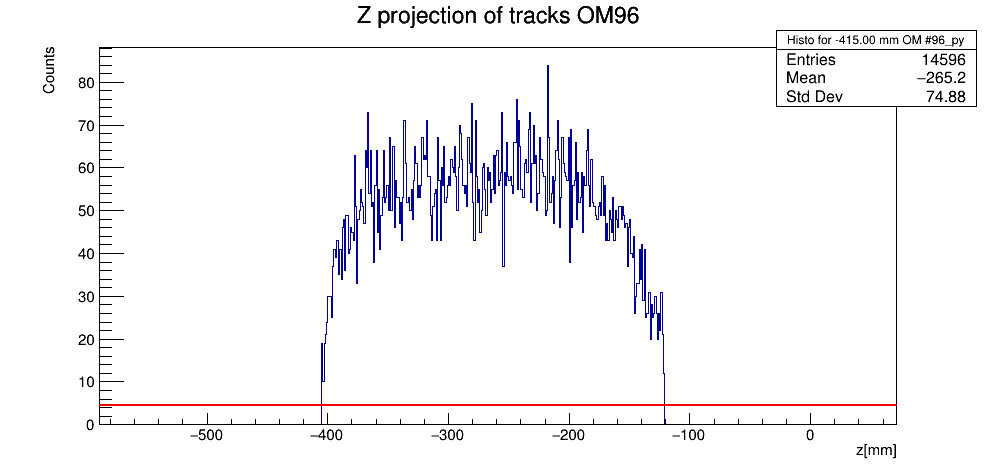 Z projection of tracks OM96
Histo for -415.00 mm OM #96_py
Entries 14596
Mean −265.2
Std Dev 74.88
Counts
80
70
60
50
40
30
20
10
0
−500 −400 −300 −200 −100 0
z[mm]